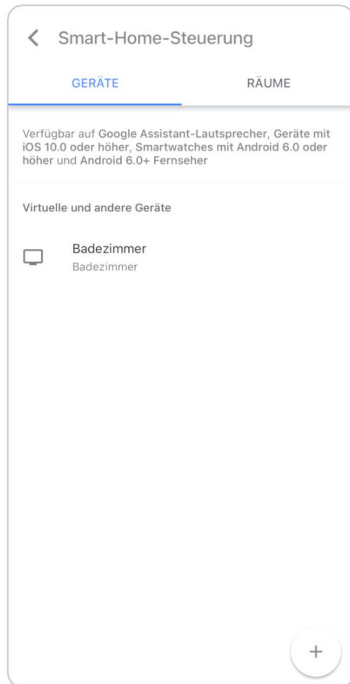 Smart-Home-Steuerung
GERÄTE RÄUME
Verfügbar auf Google Assistant-Lautsprecher, Geräte mit
iOS 10.0 oder höher, Smartwatches mit Android 6.0 oder
höher und Android 6.0+ Fernseher
Virtuelle und andere Geräte
Badezimmer
Badezimmer
+